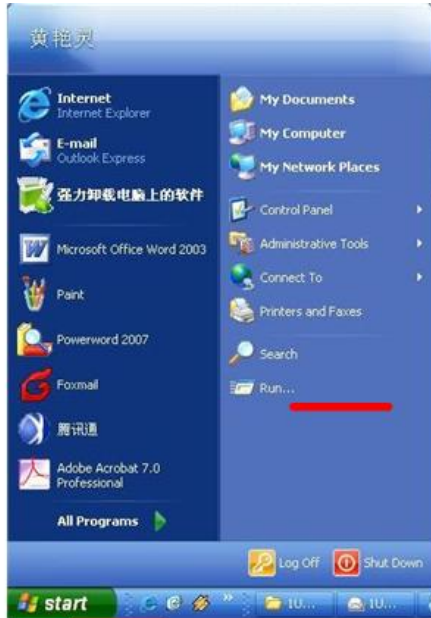 黄艳灵
Internet
Internet Explorer
E-mail
Outlook Express
强力卸载电脑上的软件
Microsoft Office Word 2003
Paint
Powerword 2007
Foxmail
腾讯通
Adobe Acrobat 7.0
Professional
All Programs
My Documents
My Computer
My Network Places
Control Panel
Administrative Tools
Connect To
Printers and Faxes
Search
Run...
Log Off
Shut Down
start
1U...
1U...